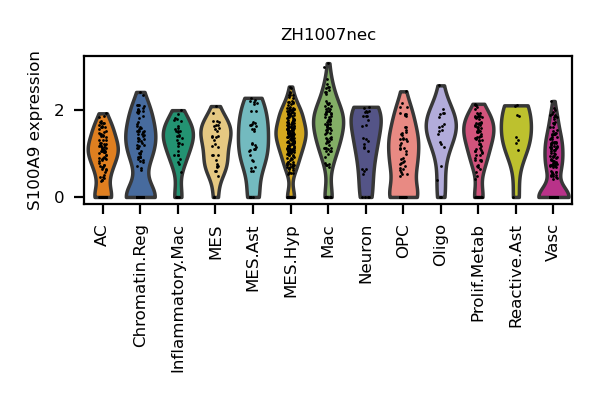 ZH1007nec
S100A9 expression
2
0
AC
Chromatin.Reg
Inflammatory.Mac
MES
MES.Ast
MES.Hyp
Mac
Neuron
OPC
Oligo
Prolif.Metab
Reactive.Ast
Vasc